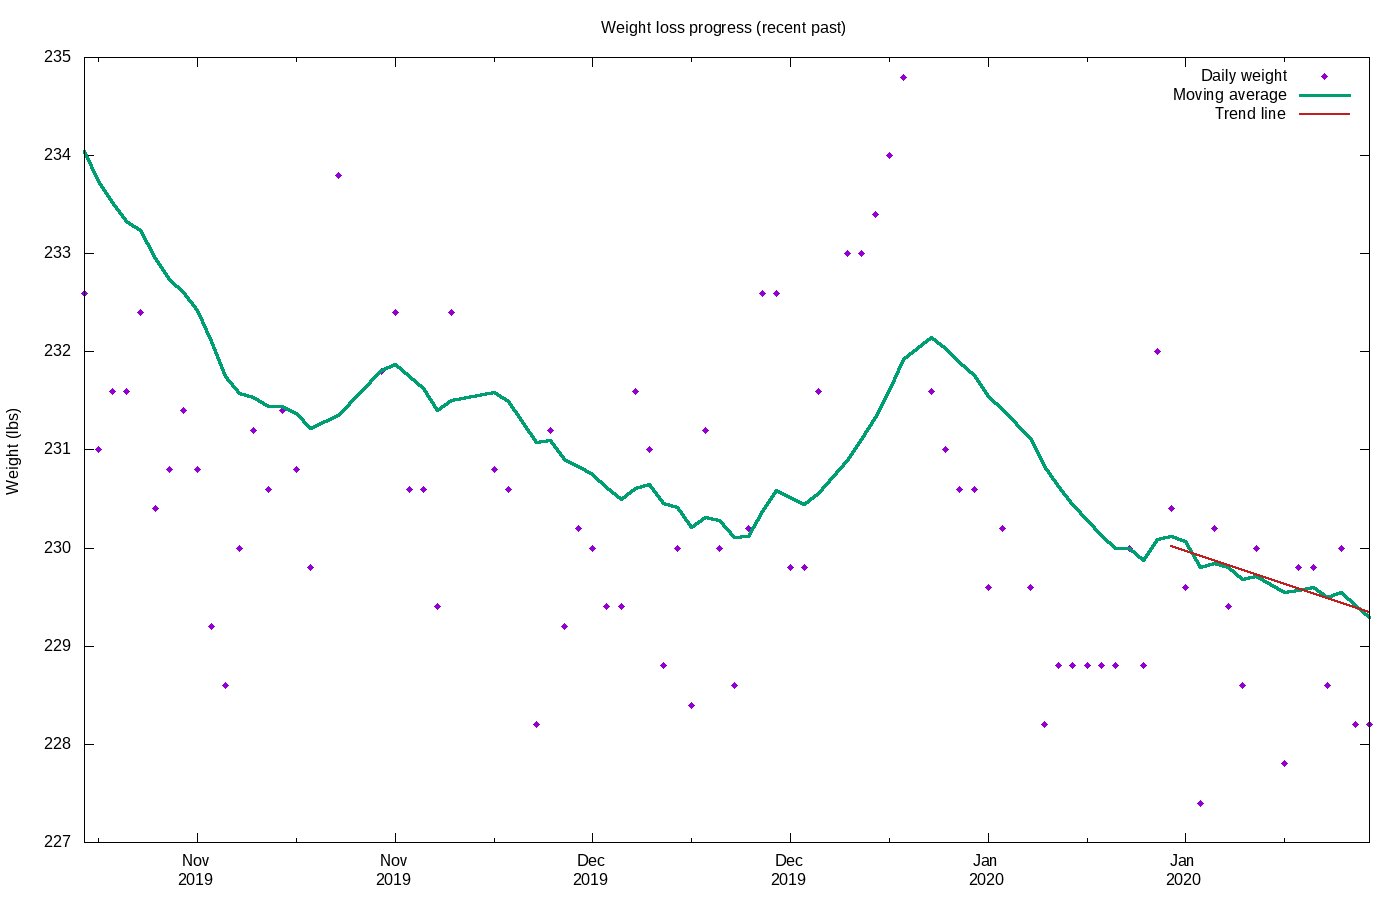 Weight loss progress (recent past)
Daily weight
Moving average
Trend line
235
234
233
232
231
230
229
228
227
Weight (lbs)
Nov
2019
Nov
2019
Dec
2019
Dec
2019
Jan
2020
Jan
2020